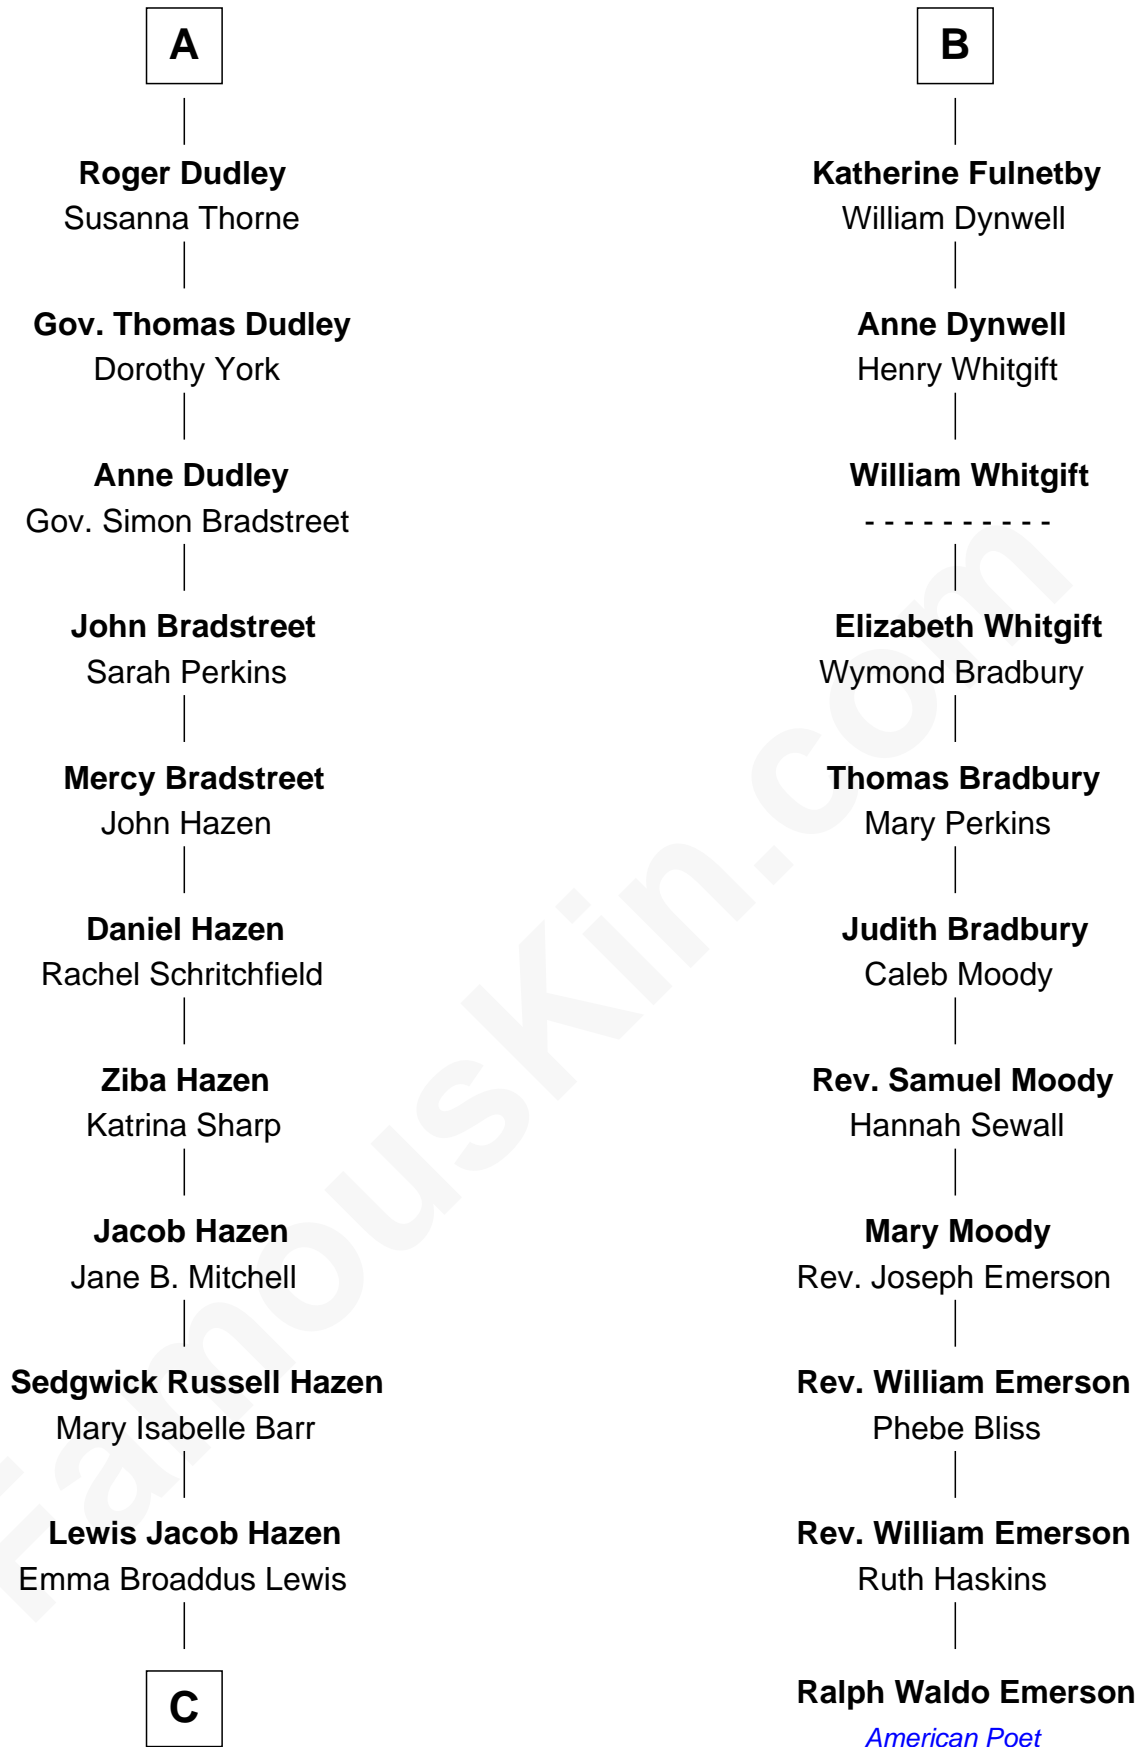 A
Roger Dudley
Susanna Thorne
Gov. Thomas Dudley
Dorothy York
Anne Dudley
Gov. Simon Bradstreet
John Bradstreet
Sarah Perkins
Mercy Bradstreet
John Hazen
Daniel Hazen
Rachel Schritchfield
Ziba Hazen
Katrina Sharp
Jacob Hazen
Jane B. Mitchell
Sedgwick Russell Hazen
Mary Isabelle Barr
Lewis Jacob Hazen
Emma Broaddus Lewis
C
B
Katherine Fulnetby
William Dynwell
Anne Dynwell
Henry Whitgift
William Whitgift
- - - - - - - - - -
Elizabeth Whitgift
Wymond Bradbury
Thomas Bradbury
Mary Perkins
Judith Bradbury
Caleb Moody
Rev. Samuel Moody
Hannah Sewall
Mary Moody
Rev. Joseph Emerson
Rev. William Emerson
Phebe Bliss
Rev. William Emerson
Ruth Haskins
Ralph Waldo Emerson
American Poet
FamousKin.com